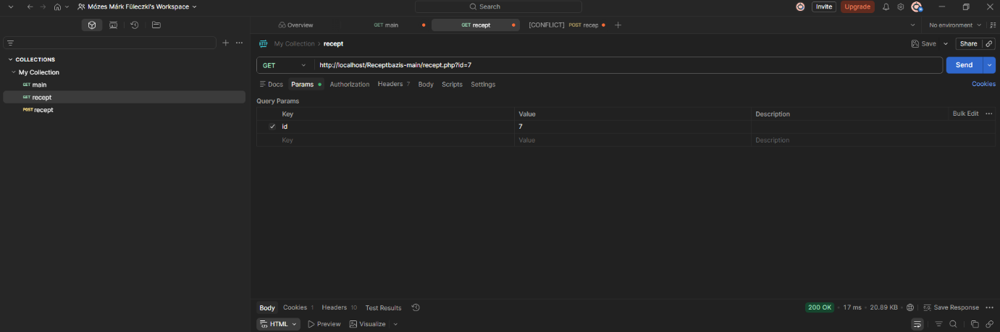 Mózes Márk Füleczki's Workspace
Search
Invite
Upgrade
Overview
GET main
GET recept
[CONFLICT] POST recep
No environment
COLLECTIONS
My Collection
GET main
GET recept
POST recept
HTTP My Collection › recept
Save
Share
GET
http://localhost/Receptbazis-main/recept.php?id=7
Send
Docs Params Authorization Headers 7 Body Scripts Settings
Cookies
Query Params
Key Value Description Bulk Edit
id 7
Key Value Description
Body Cookies 1 Headers 10 Test Results
200 OK • 17 ms • 20.89 KB
Save Response
HTML Preview Visualize